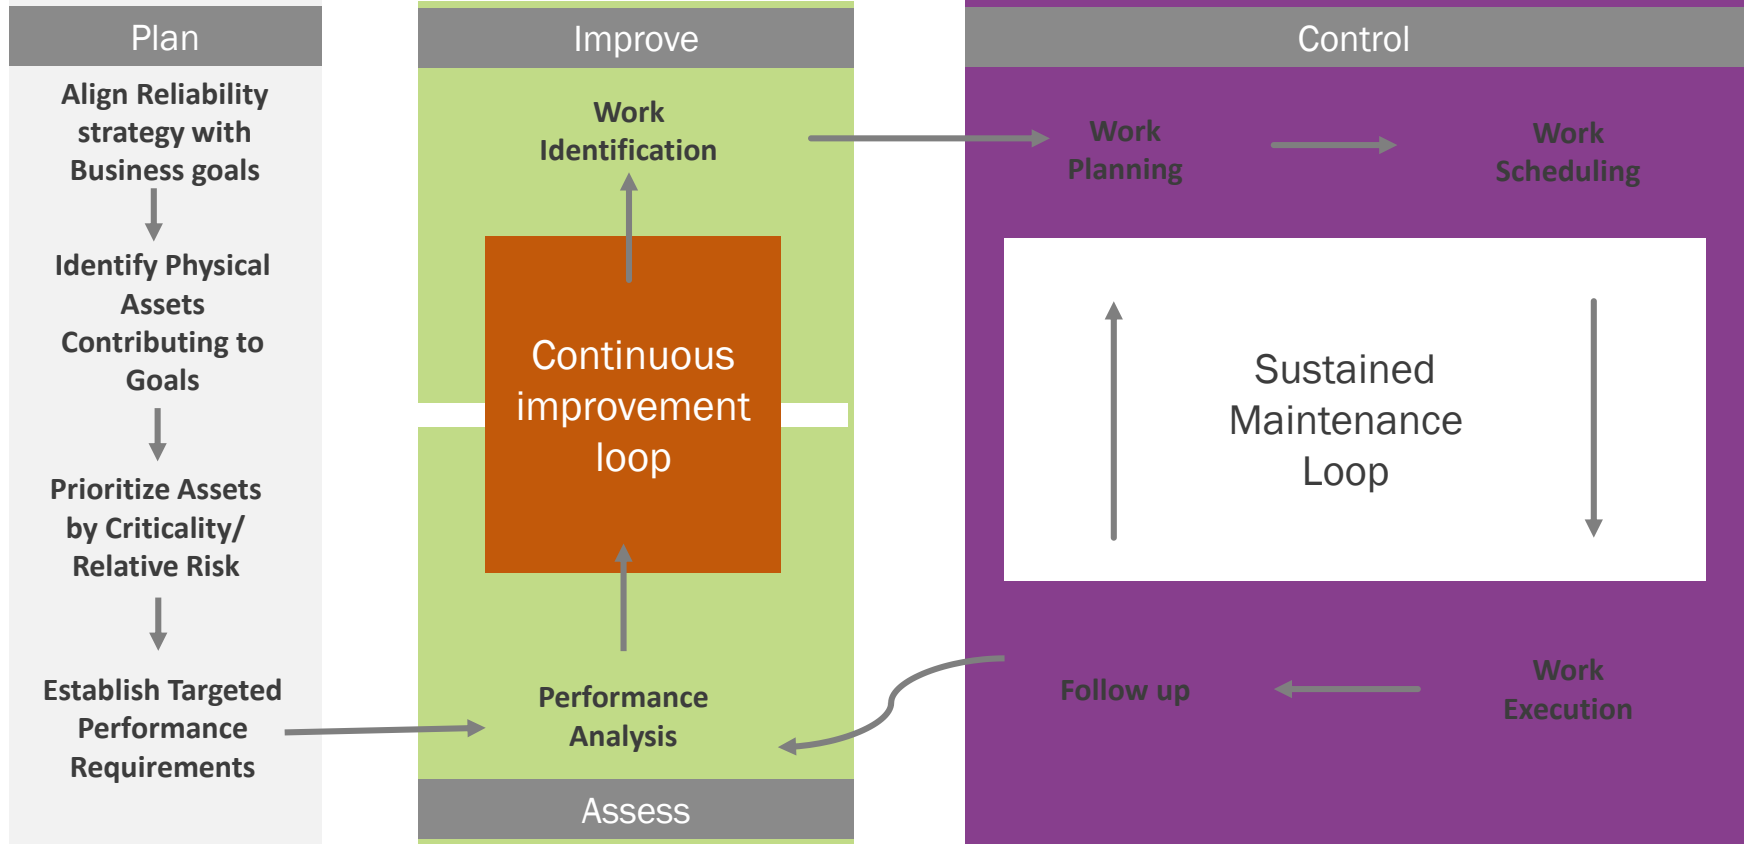 Plan
Align Reliability
strategy with
Business goals
Identify Physical
Assets
Contributing to
Goals
Prioritize Assets
by Criticality/
Relative Risk
Establish Targeted
Performance
Requirements
Improve
Work
Identification
Continuous
improvement
loop
Performance
Analysis
Assess
Control
Work
Planning
Work
Scheduling
Sustained
Maintenance
Loop
Follow up
Work
Execution